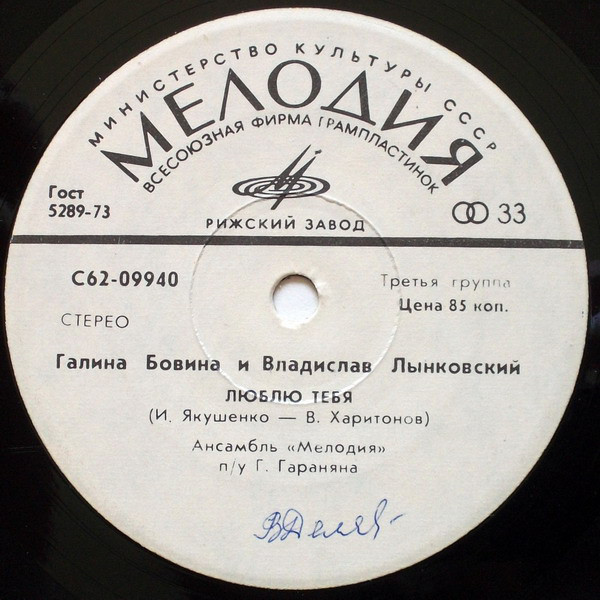 МИНИСТЕРСТВО КУЛЬТУРЫ СССР
МЕЛОДИЯ
ВСЕСОЮЗНАЯ ФИРМА ГРАМПЛАСТИНОК
Гост
5289-73
РИЖСКИЙ ЗАВОД
33
С62-09940
Третья группа
Цена 85 коп.
СТЕРЕО
Галина Бовина и Владислав Лынковский
ЛЮБЛЮ ТЕБЯ
(И. Якушенко — В. Харитонов)
Ансамбль «Мелодия»
п/у Г. Гараняна